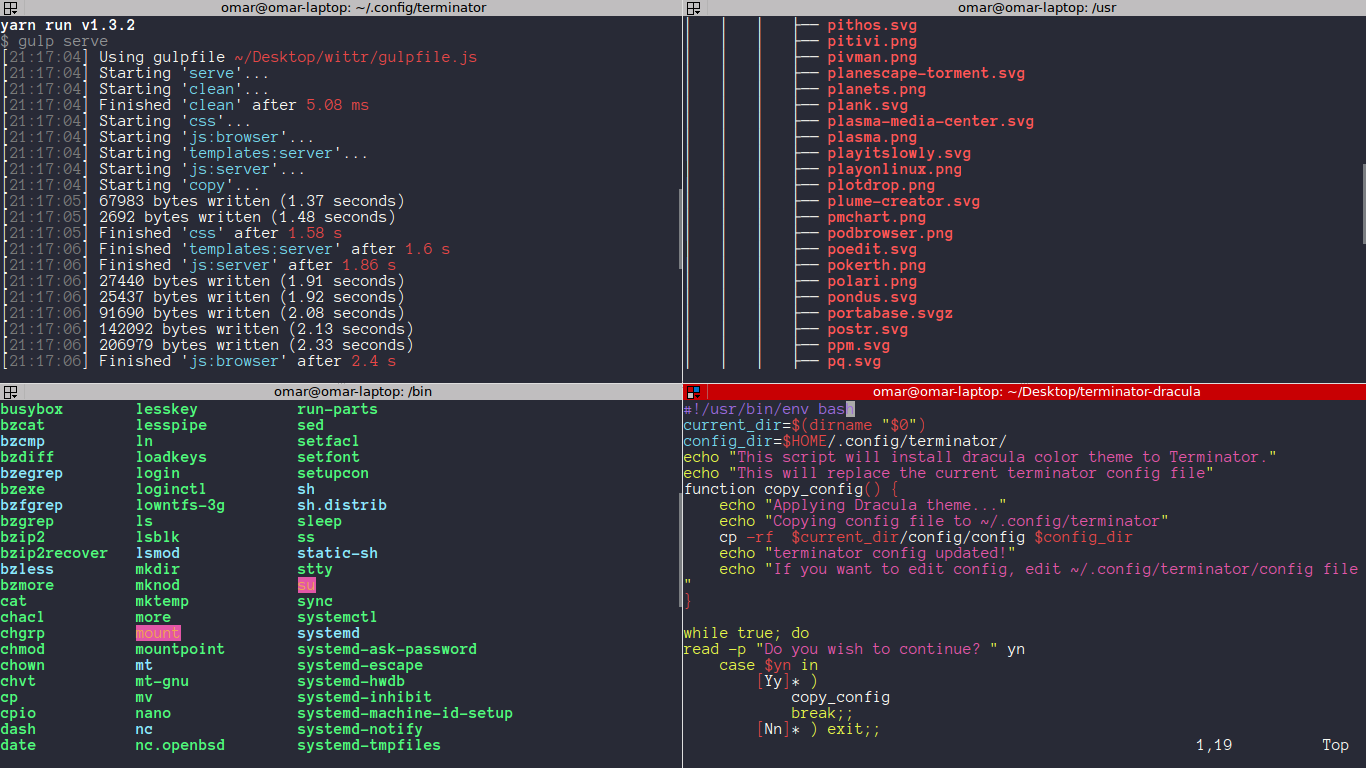 omar@omar-laptop: ~/.config/terminator
yarn run v1.3.2
$ gulp serve
[21:17:04] Using gulpfile ~/Desktop/wittr/gulpfile.js
[21:17:04] Starting 'serve'...
[21:17:04] Starting 'clean'...
[21:17:04] Finished 'clean' after 5.08 ms
[21:17:04] Starting 'css'...
[21:17:04] Starting 'js:browser'...
[21:17:04] Starting 'templates:server'...
[21:17:04] Starting 'js:server'...
[21:17:04] Starting 'copy'...
[21:17:05] 67983 bytes written (1.37 seconds)
[21:17:05] 2692 bytes written (1.48 seconds)
[21:17:05] Finished 'css' after 1.58 s
[21:17:06] Finished 'templates:server' after 1.6 s
[21:17:06] Finished 'js:server' after 1.86 s
[21:17:06] 27440 bytes written (1.91 seconds)
[21:17:06] 25437 bytes written (1.92 seconds)
[21:17:06] 91690 bytes written (2.08 seconds)
[21:17:06] 142092 bytes written (2.13 seconds)
[21:17:06] 206979 bytes written (2.33 seconds)
[21:17:06] Finished 'js:browser' after 2.4 s
omar@omar-laptop: /usr
pithos.svg
pitivi.png
pivman.png
planescape-torment.svg
planets.png
plank.svg
plasma-media-center.svg
plasma.png
playitslowly.svg
playonlinux.png
plotdrop.png
plume-creator.svg
pmchart.png
podbrowser.png
poedit.svg
pokerth.png
polari.png
pondus.svg
portabase.svgz
postr.svg
ppm.svg
pq.svg
omar@omar-laptop: /bin
busybox lesskey run-parts
bzcat lesspipe sed
bzcmp ln setfacl
bzdiff loadkeys setfont
bzegrep login setupcon
bzexe loginctl sh
bzfgrep lowntfs-3g sh.distrib
bzgrep ls sleep
bzip2 lsblk ss
bzip2recover lsmod static-sh
bzless mkdir stty
bzmore mknod su
cat mktemp sync
chacl more systemctl
chgrp mount systemd
chmod mountpoint systemd-ask-password
chown mt systemd-escape
chvt mt-gnu systemd-hwdb
cp mv systemd-inhibit
cpio nano systemd-machine-id-setup
dash nc systemd-notify
date nc.openbsd systemd-tmpfiles
omar@omar-laptop: ~/Desktop/terminator-dracula
#!/usr/bin/env bash
current_dir=$(dirname "$0")
config_dir=$HOME/.config/terminator/
echo "This script will install dracula color theme to Terminator."
echo "This will replace the current terminator config file"
function copy_config() {
    echo "Applying Dracula theme..."
    echo "Copying config file to ~/.config/terminator"
    cp -rf  $current_dir/config/config $config_dir
    echo "terminator config updated!"
    echo "If you want to edit config, edit ~/.config/terminator/config file
"
}
while true; do
read -p "Do you wish to continue? " yn
    case $yn in
        [Yy]* )
            copy_config
            break;;
        [Nn]* ) exit;;
1,19 Top